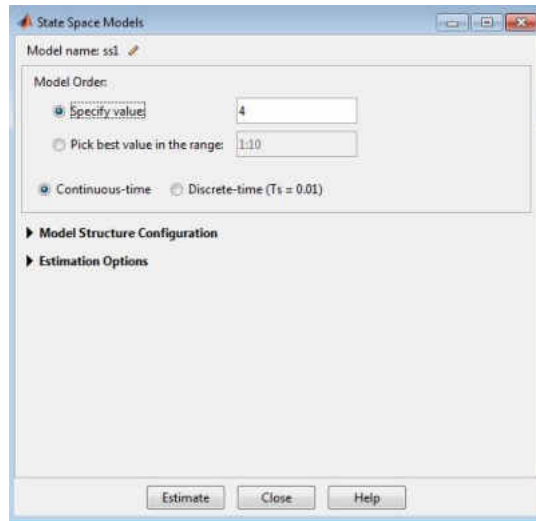 State Space Models
Model name: ss1
Model Order:
Specify value: 4
Pick best value in the range: 1:10
Continuous-time Discrete-time (Ts = 0.01)
Model Structure Configuration
Estimation Options
Estimate Close Help